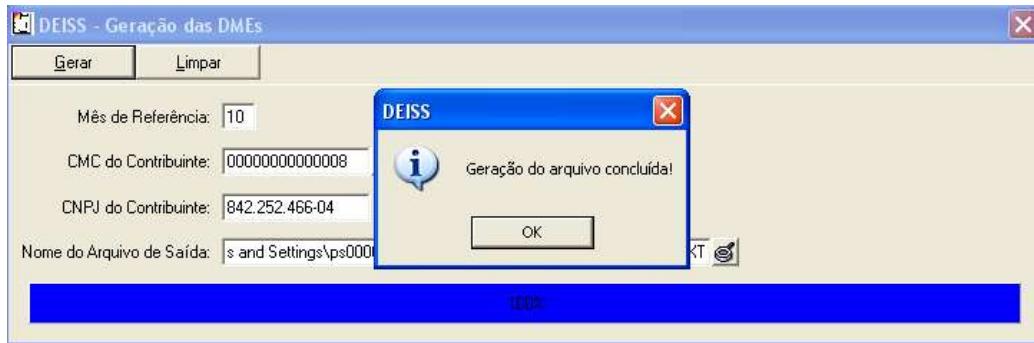 DEISS - Geração das DMEs
Gerar Limpar
Mês de Referência: 10
DEISS
CMC do Contribuinte: 00000000000008
Geração do arquivo concluída!
CNPJ do Contribuinte: 842.252.466-04
OK
Nome do Arquivo de Saída: s and Settings\ps000 XT
100%